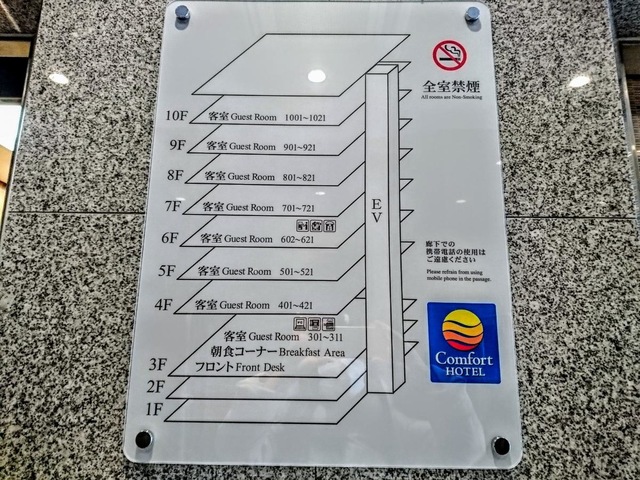 全室禁煙
All rooms are Non-Smoking
10F 客室 Guest Room 1001~1021
9F 客室 Guest Room 901~921
8F 客室 Guest Room 801~821
7F 客室 Guest Room 701~721
6F 客室 Guest Room 602~621
5F 客室 Guest Room 501~521
4F 客室 Guest Room 401~421
客室 Guest Room 301~311
朝食コーナー Breakfast Area
3F フロント Front Desk
2F
1F
EV
廊下での
携帯電話の使用は
ご遠慮ください
Please refrain from using
mobile phone in the passage.
Comfort
HOTEL